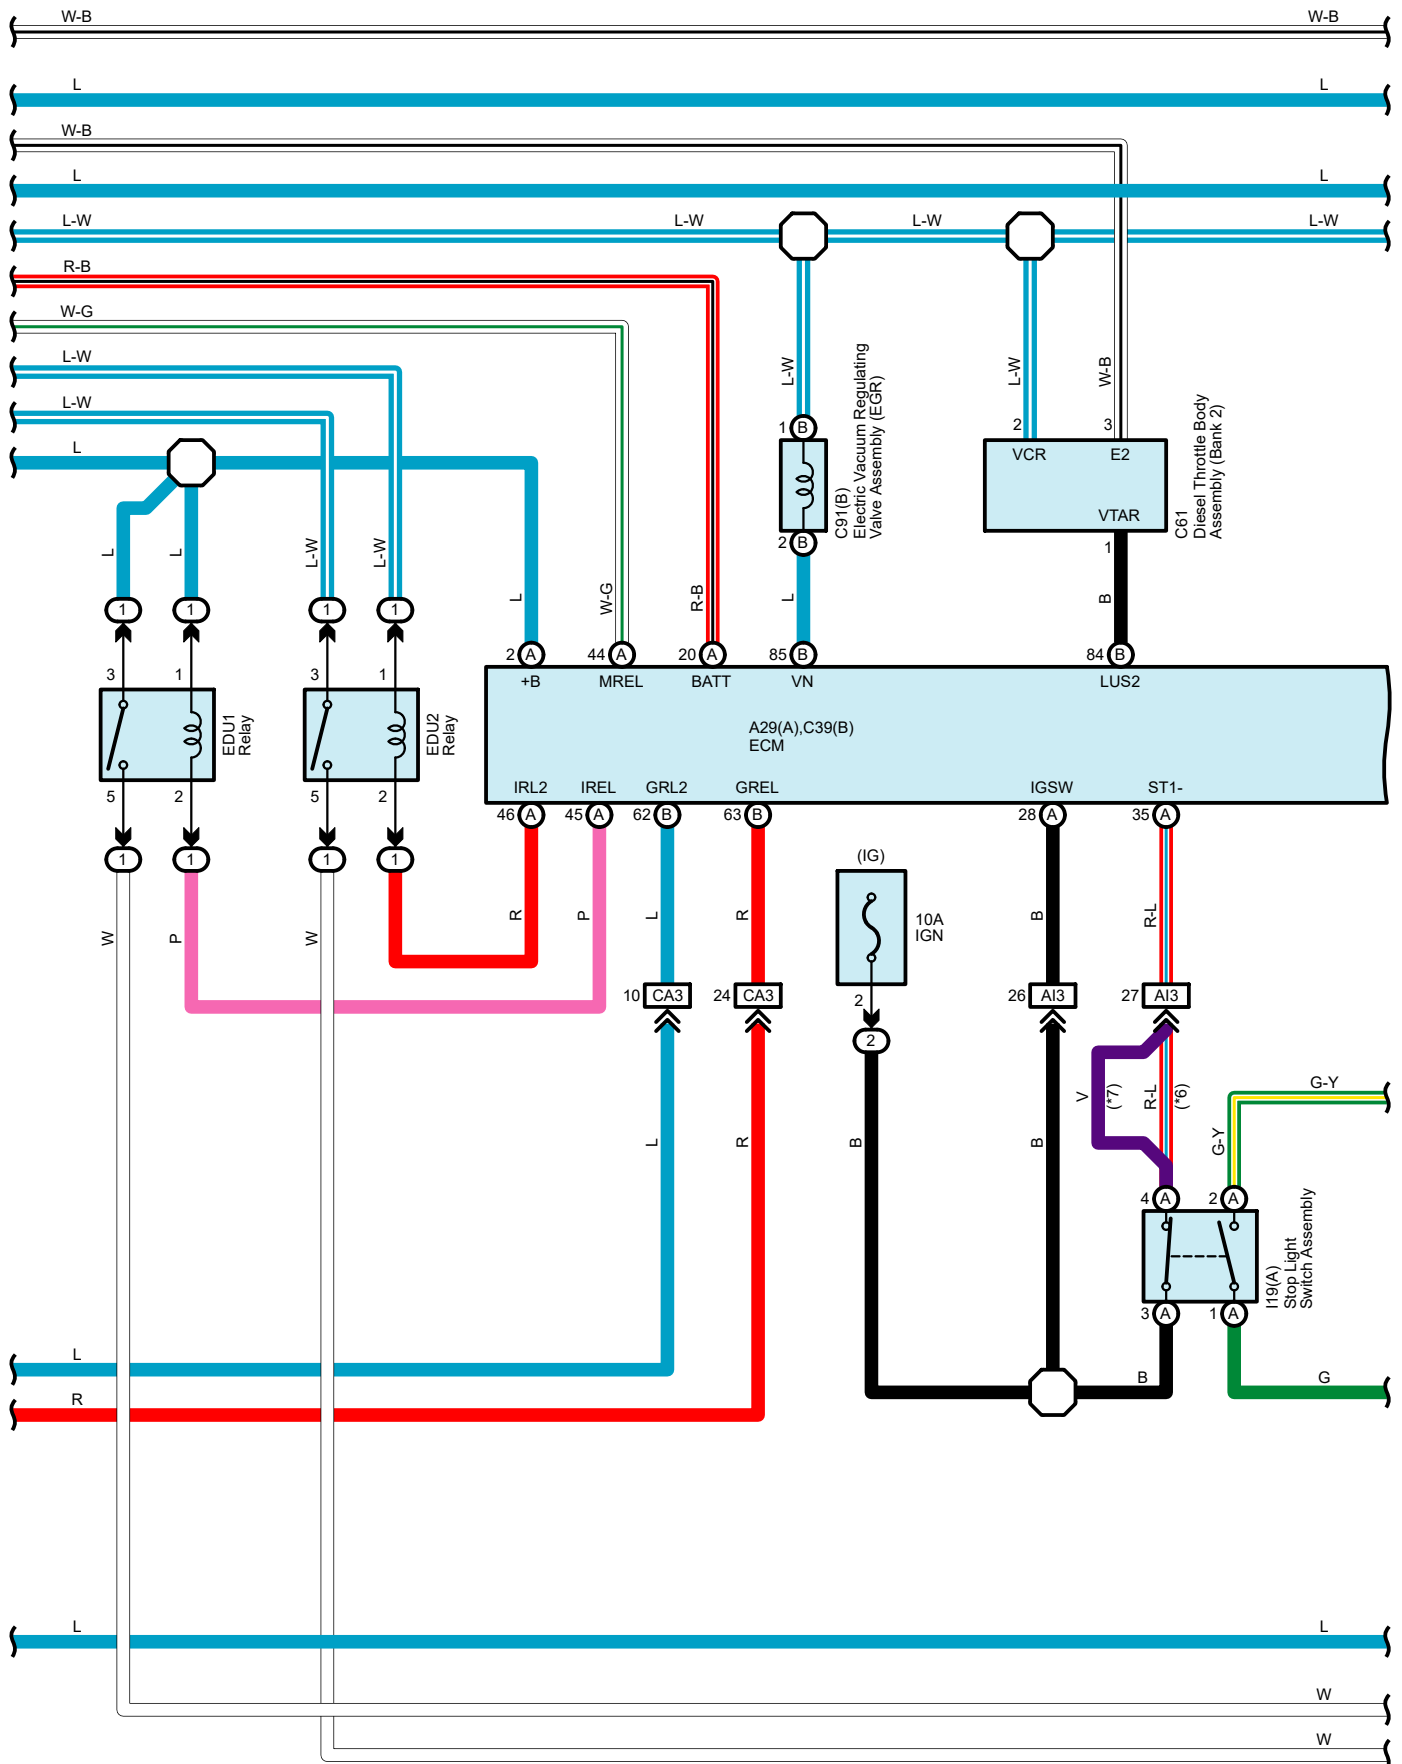 W-B W-B
L L
W-B
L L
L-W L-W L-W L-W
R-B
W-G
L-W
L-W
L
L-W
L-W
W-B
1 B
2 3
VCR E2
VTAR
C91(B)
Electric Vacuum Regulating
Valve Assembly (EGR)
C61
Diesel Throttle Body
Assembly (Bank 2)
2 B
1
L
L
L-W
L-W
L
W-G
R-B
L
B
1 1 1 1
2 A 44 A 20 A 85 B 84 B
3 1 3 1
+B MREL BATT VN LUS2
EDU1
Relay
EDU2
Relay
A29(A),C39(B)
ECM
5 2 5 2
IRL2 IREL GRL2 GREL IGSW ST1-
46 A 45 A 62 B 63 B 28 A 35 A
1 1 1 1
(IG)
10A
IGN
W
P
W
R
P
L
R
B
R-L
10 CA3 24 CA3 2 26 AI3 27 AI3
2
V
(*7)
R-L
(*6)
G-Y
G-Y
L
R
B
B
4 A 2 A
I19(A)
Stop Light
Switch Assembly
3 A 1 A
L
B G
R
L L
W
W